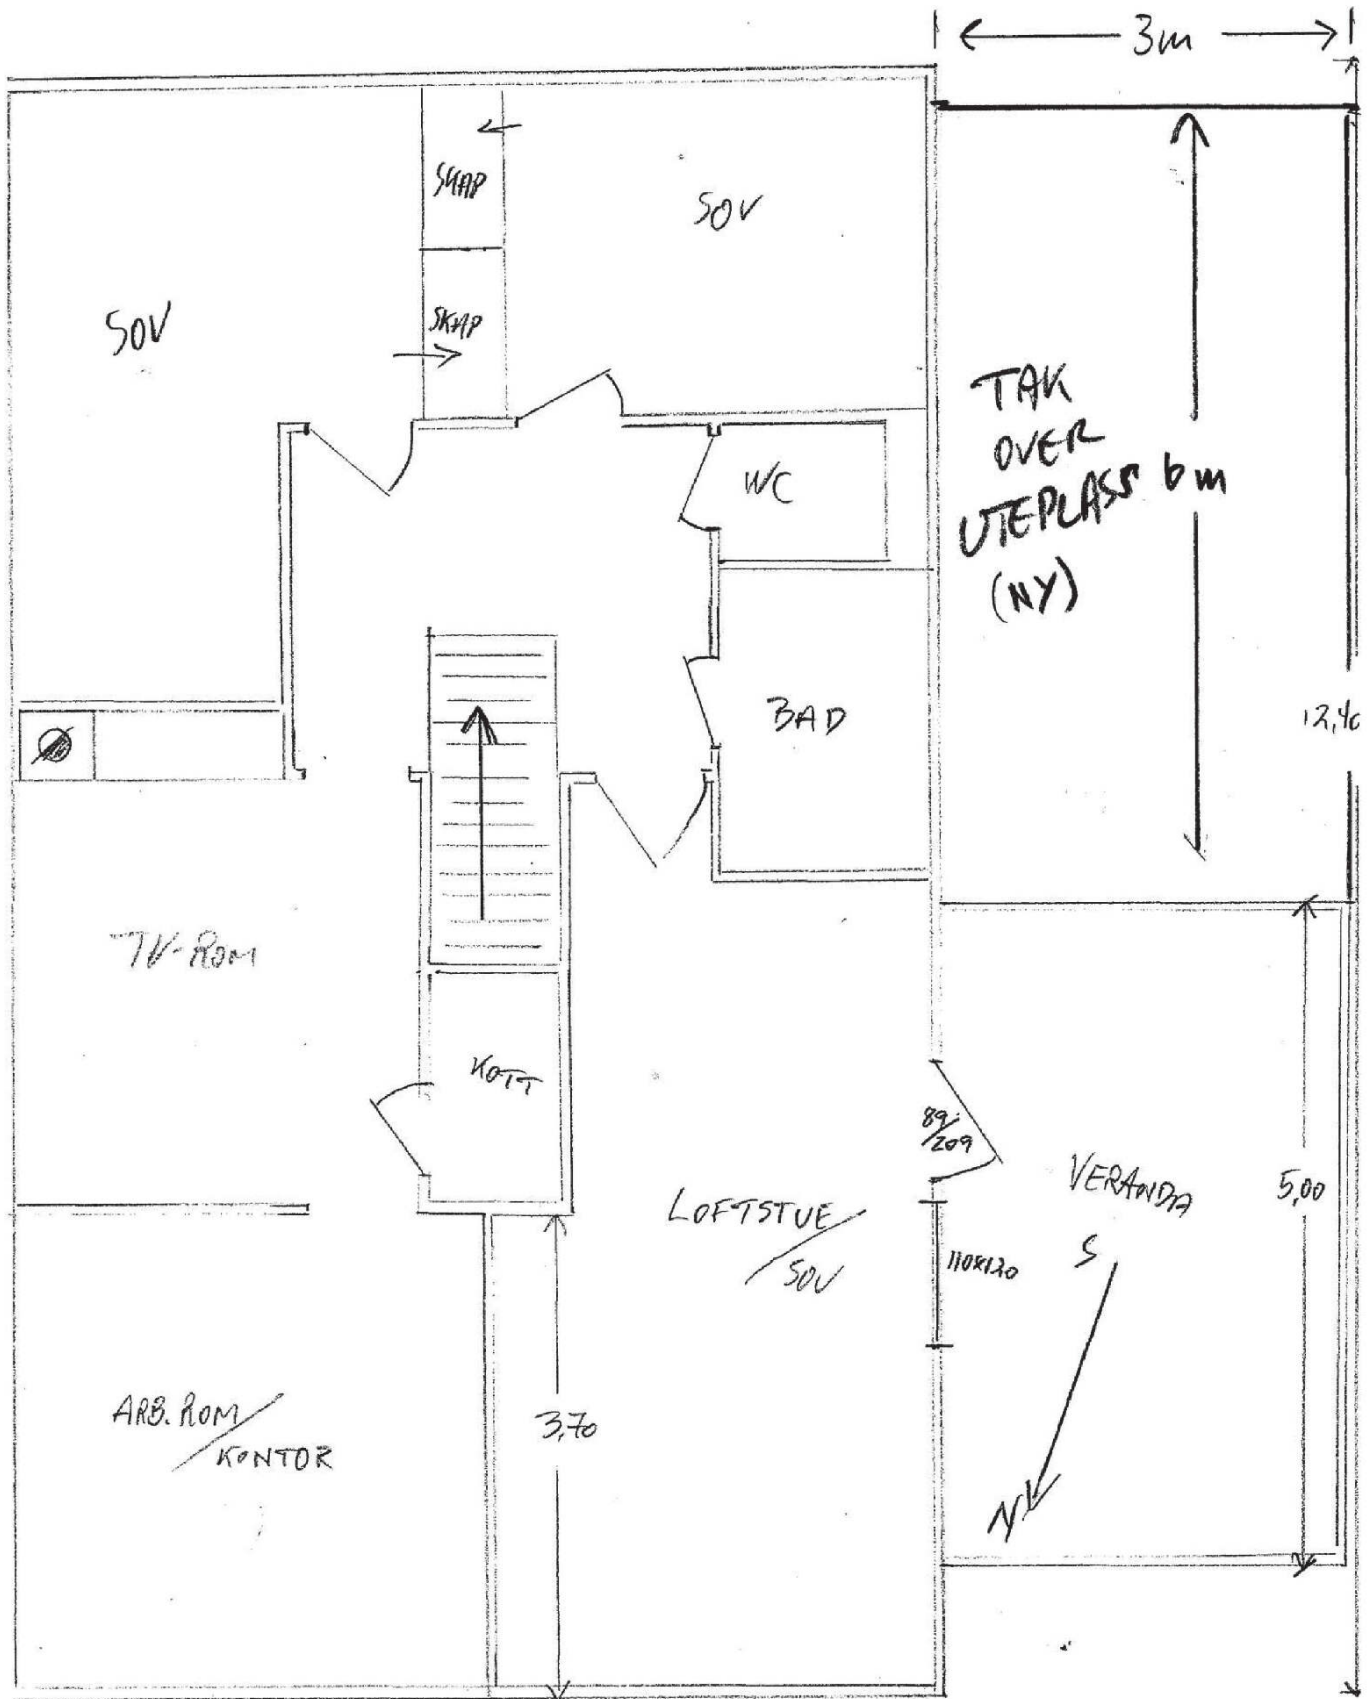 3m
SKAP
SOV
SOV
SKAP
TAK
OVER
UTEPLASS 6m
(NY)
WC
BAD
12,40
TV-ROM
KOTT
89/209
VERANDA
5,00
LOFTSTUE/
SOV
110x120
S
ARB. ROM/
KONTOR
3,70
N